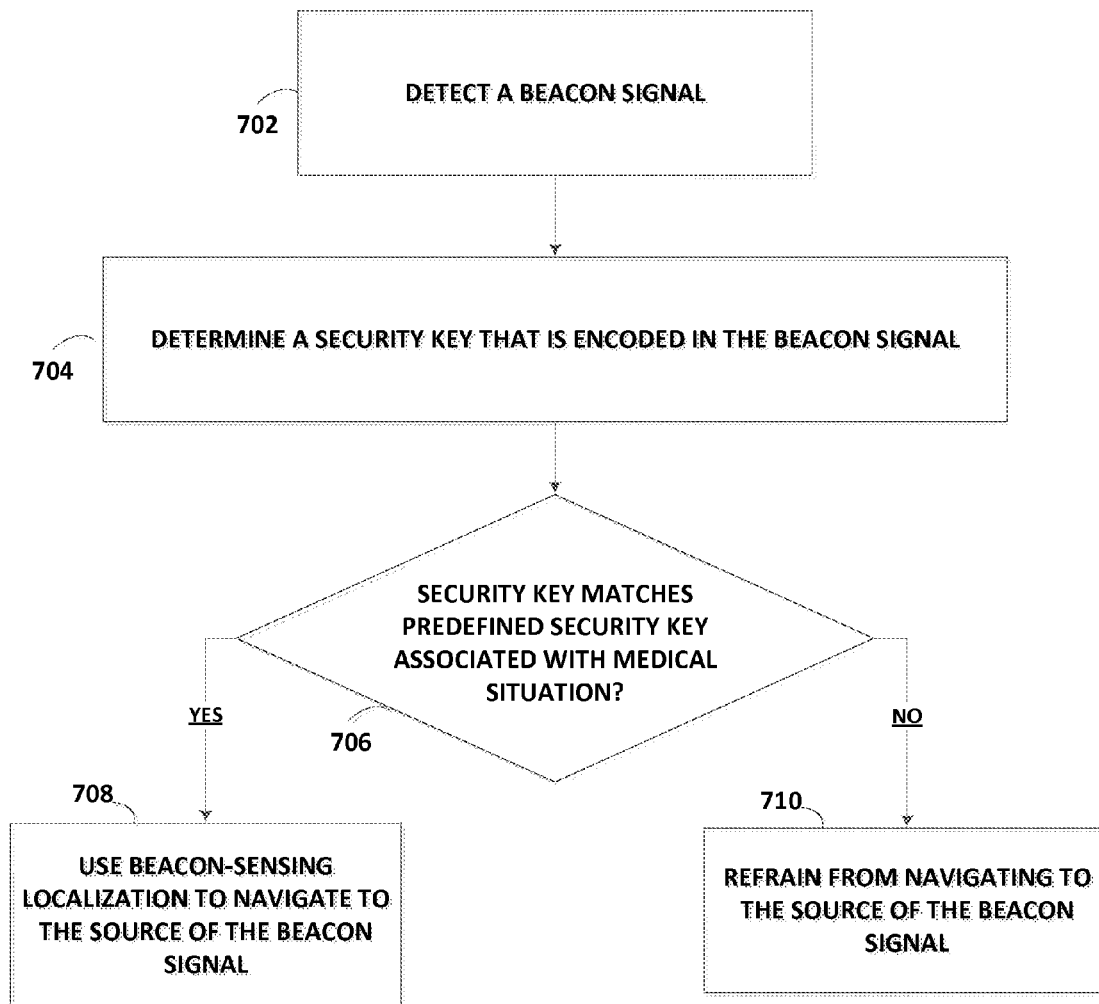 DETECT A BEACON SIGNAL
702
DETERMINE A SECURITY KEY THAT IS ENCODED IN THE BEACON SIGNAL
704
SECURITY KEY MATCHES
PREDEFINED SECURITY KEY
ASSOCIATED WITH MEDICAL
SITUATION?
706
YES
NO
708
USE BEACON-SENSING
LOCALIZATION TO NAVIGATE TO
THE SOURCE OF THE BEACON
SIGNAL
710
REFRAIN FROM NAVIGATING TO
THE SOURCE OF THE BEACON
SIGNAL